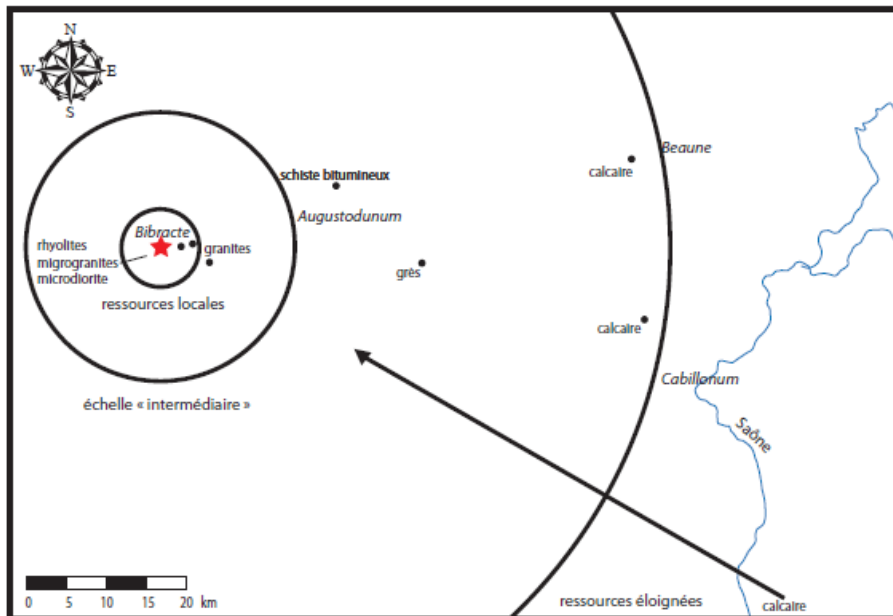 N
W E
S
Beaune
calcaire
schiste bitumineux
Augustodunum
Bibracte
rhyolites
migrogranites
microdiorite
granites
grès
ressources locales
calcaire
Cabillonum
échelle « intermédiaire »
Saône
0 5 10 15 20 km
ressources éloignées
calcaire